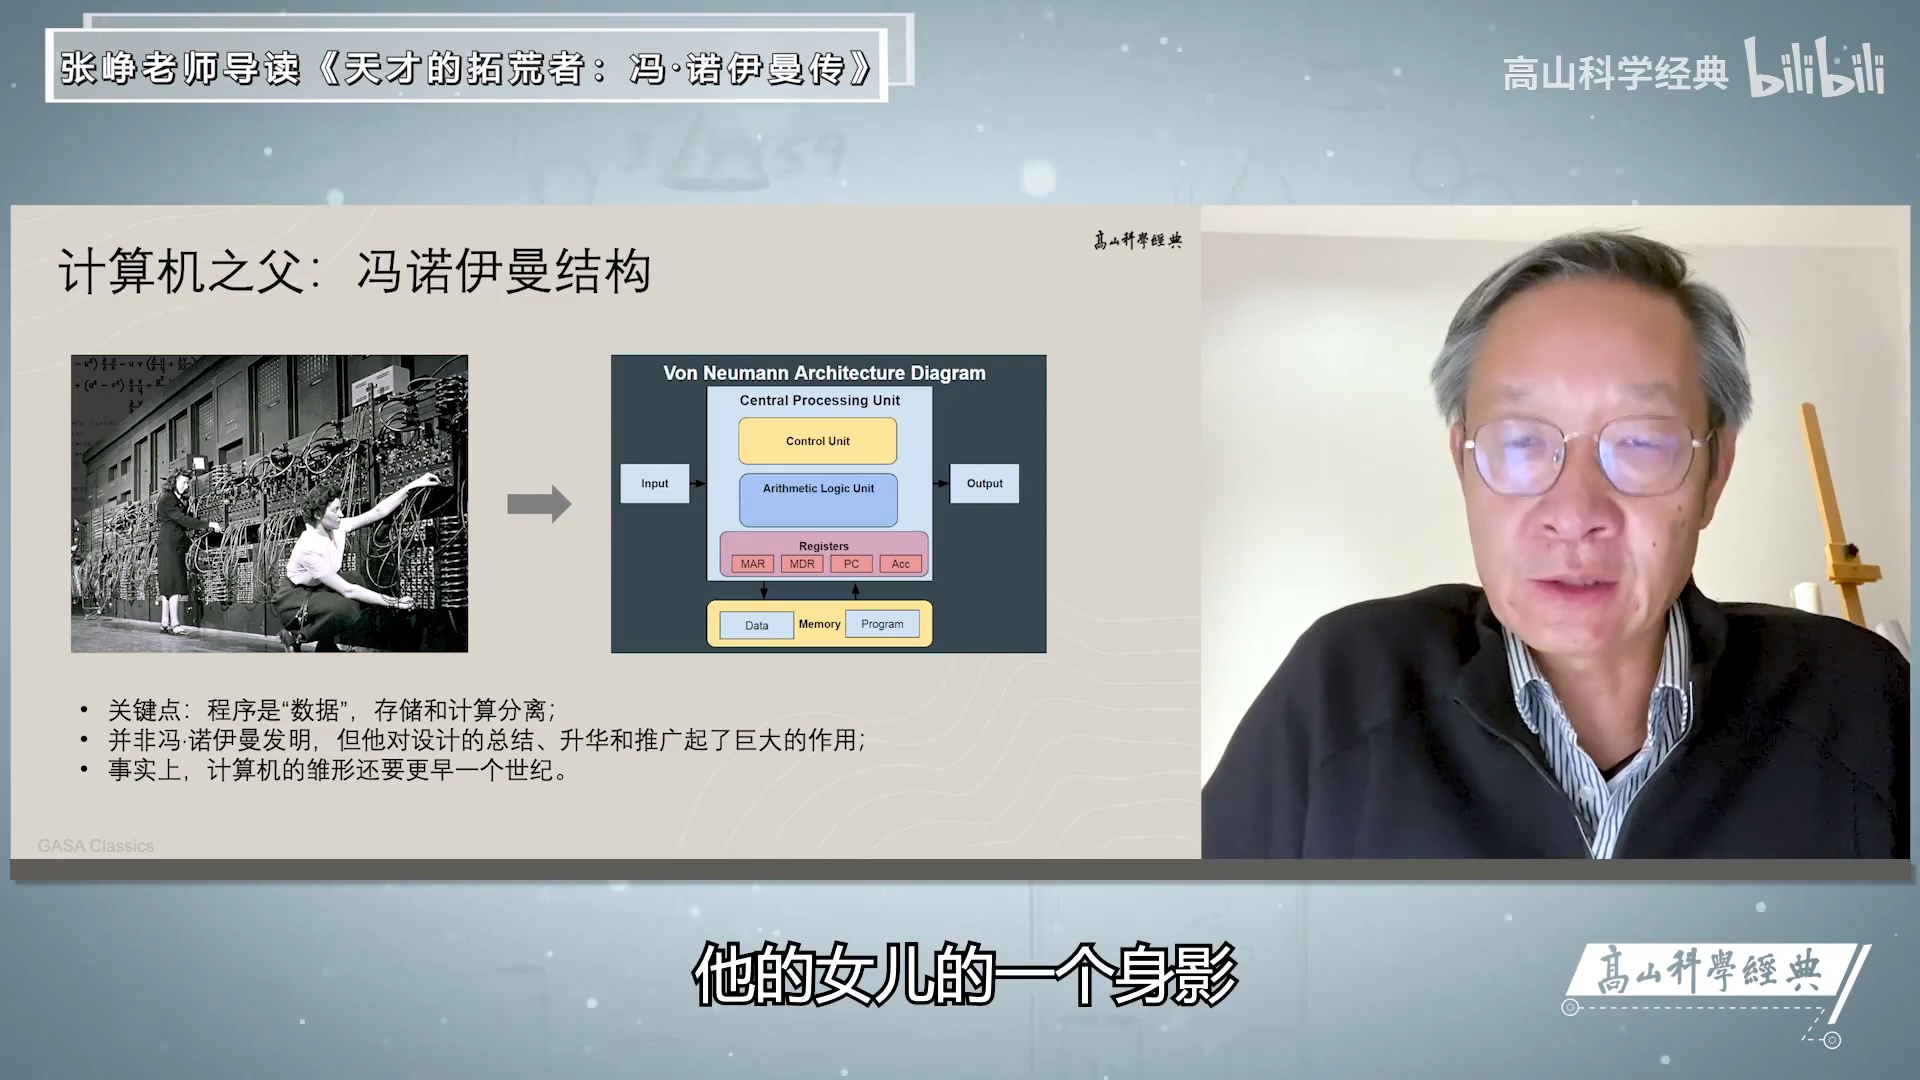 张峥老师导读《天才的拓荒者：冯·诺伊曼传》
高山科学经典 bilibili
高山科學經典
计算机之父：冯诺伊曼结构
Von Neumann Architecture Diagram
Central Processing Unit
Control Unit
Input
Arithmetic Logic Unit
Output
Registers
MAR MDR PC Acc
Data Memory Program
• 关键点：程序是“数据”，存储和计算分离；
• 并非冯·诺伊曼发明，但他对设计的总结、升华和推广起了巨大的作用；
• 事实上，计算机的雏形还要更早一个世纪。
GASA Classics
他的女儿的一个身影
高山科學經典